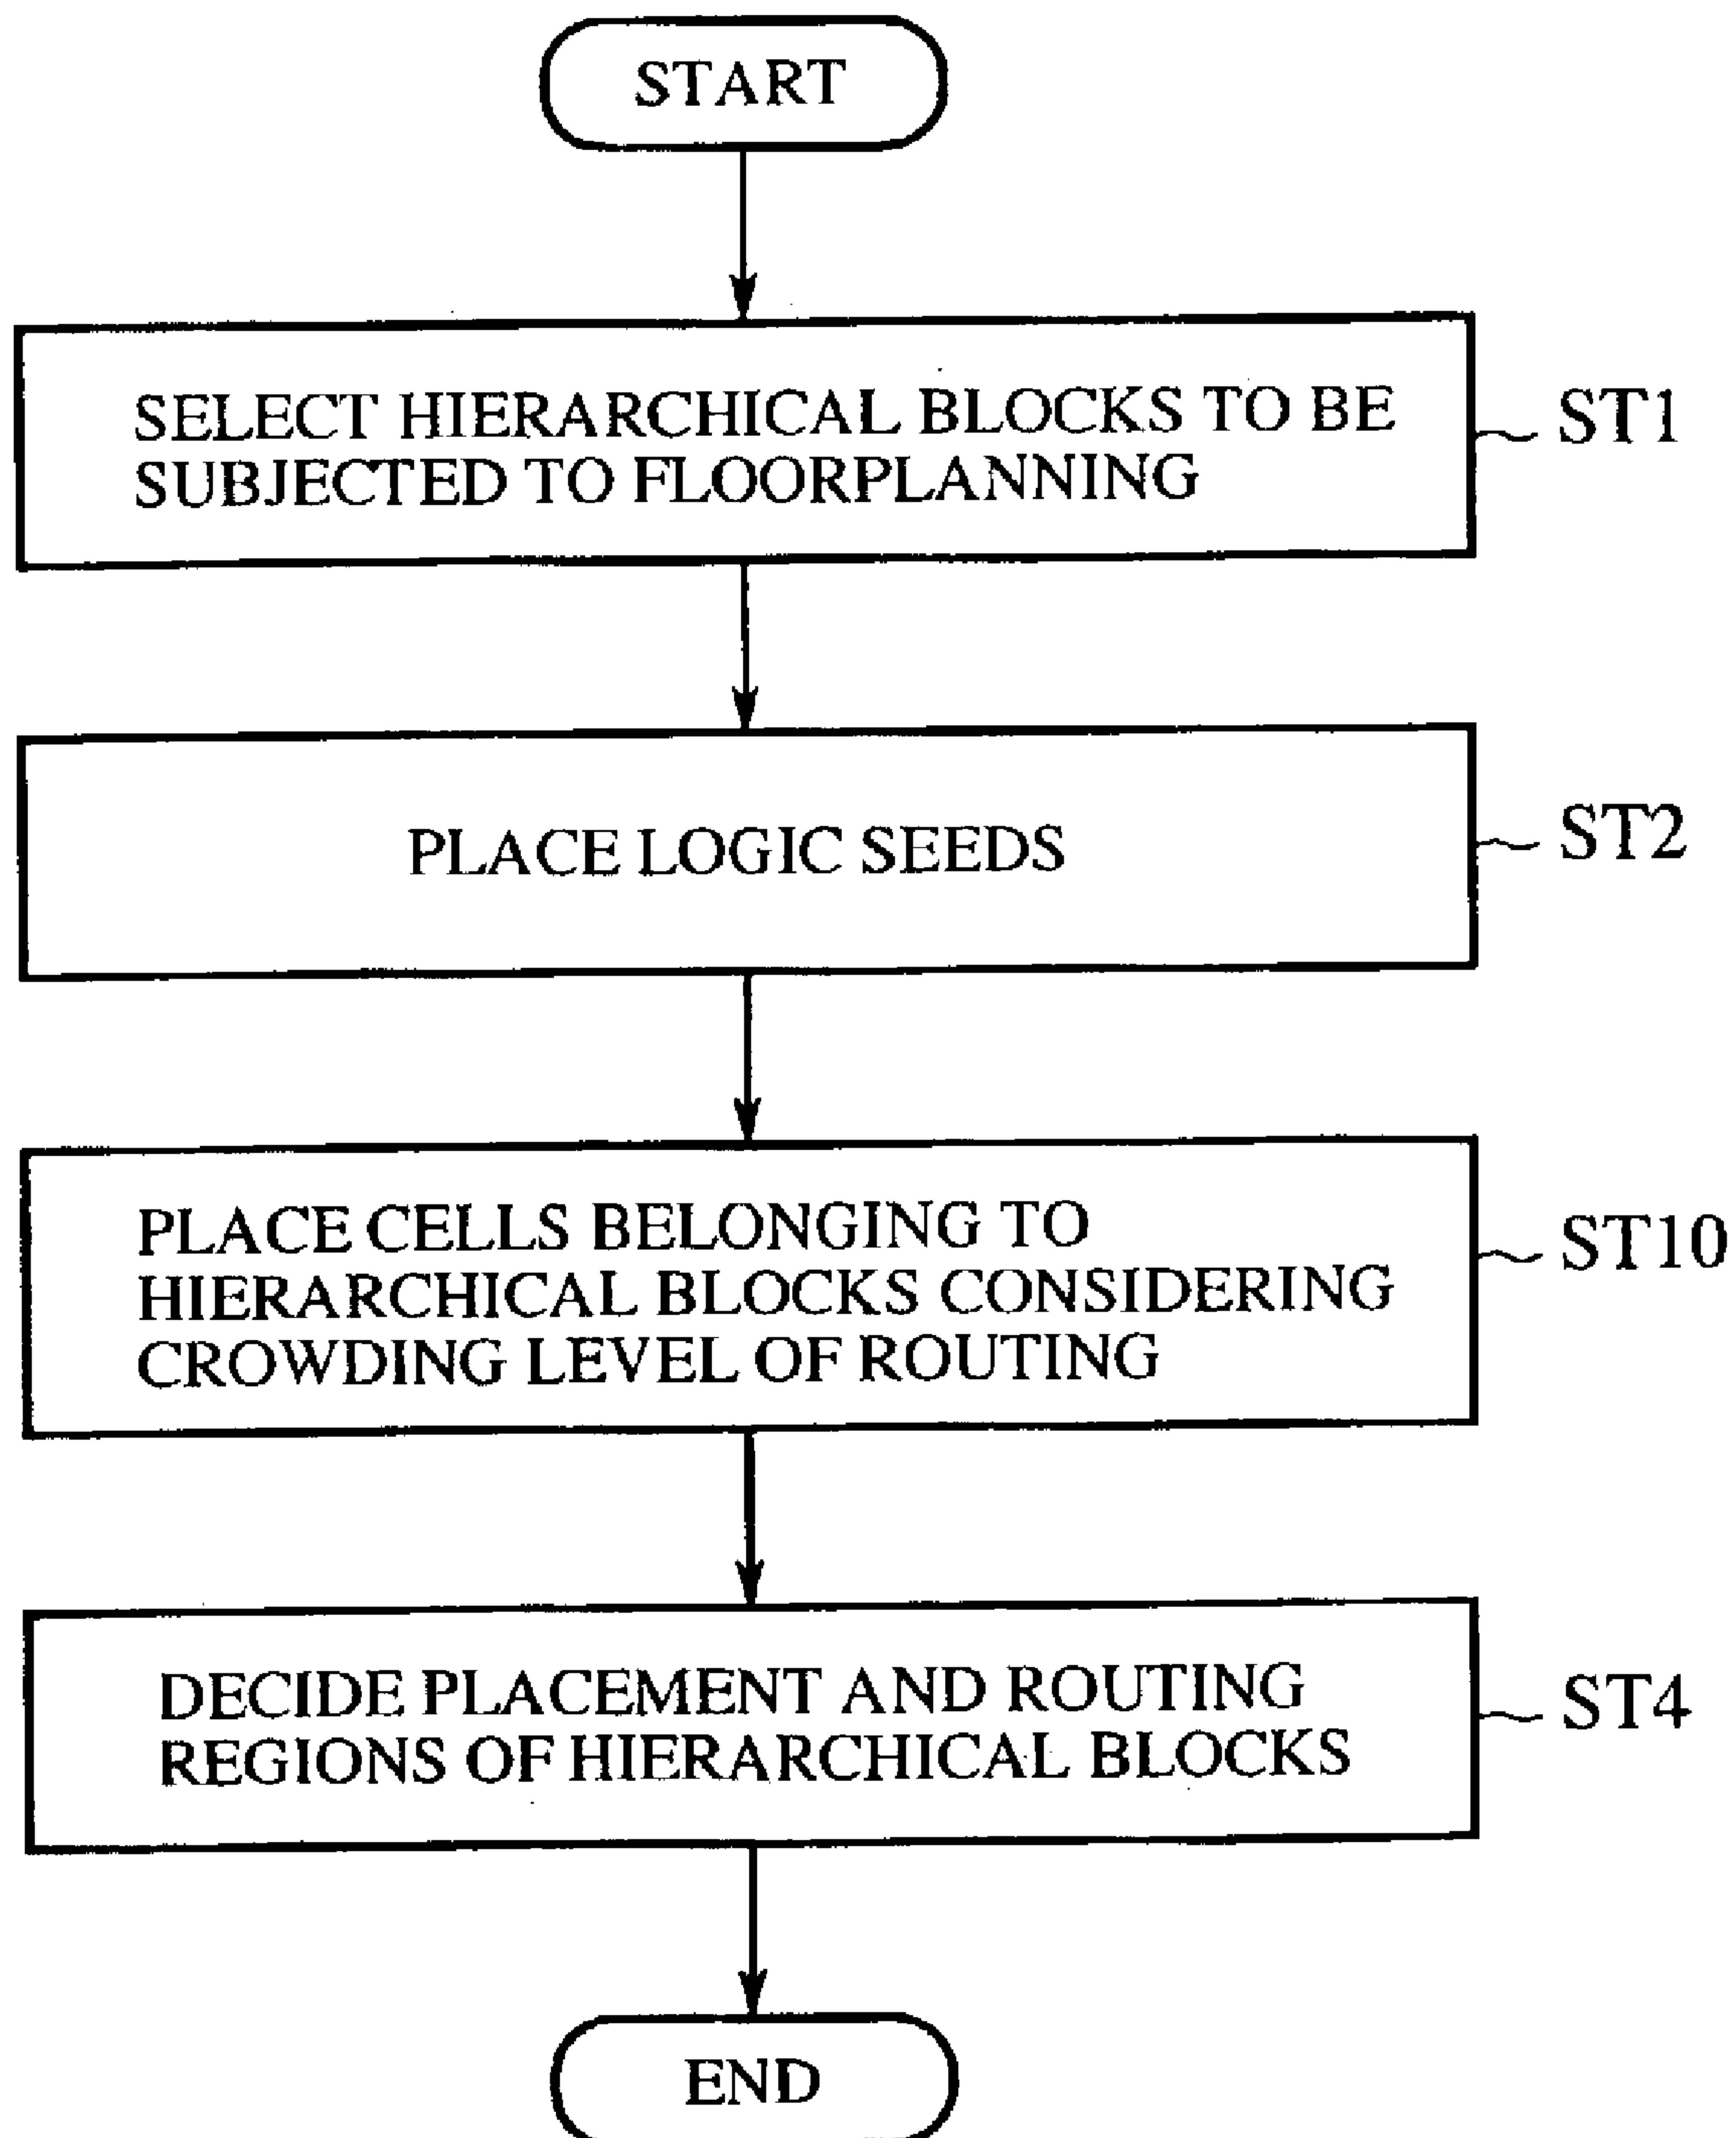 START
SELECT HIERARCHICAL BLOCKS TO BE
SUBJECTED TO FLOORPLANNING
ST1
PLACE LOGIC SEEDS
ST2
PLACE CELLS BELONGING TO
HIERARCHICAL BLOCKS CONSIDERING
CROWDING LEVEL OF ROUTING
ST10
DECIDE PLACEMENT AND ROUTING
REGIONS OF HIERARCHICAL BLOCKS
ST4
END